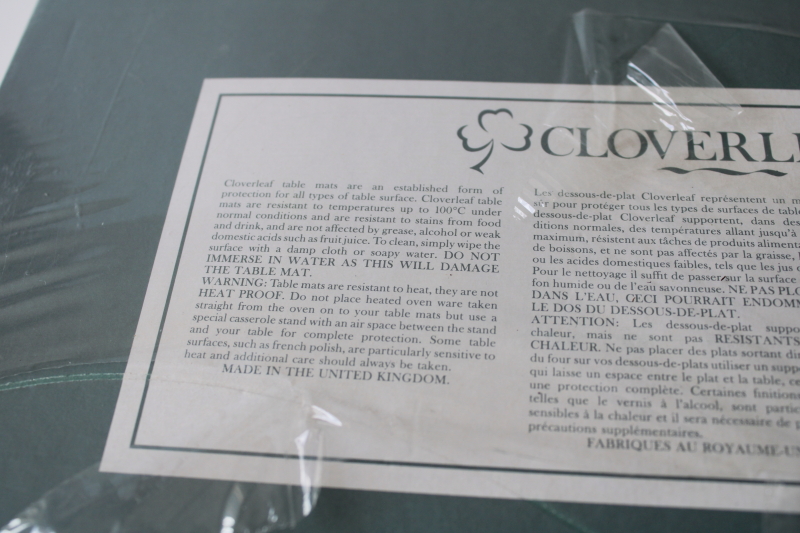 CLOVERL
Cloverleaf table mats are an established form of
protection for all types of table surface. Cloverleaf table
mats are resistant to temperatures up to 100°C under
normal conditions and are resistant to stains from food
and drink, and are not affected by grease, alcohol or weak
domestic acids such as fruit juice. To clean, simply wipe the
surface with a damp cloth or soapy water. DO NOT
IMMERSE IN WATER AS THIS WILL DAMAGE
THE TABLE MAT.
WARNING: Table mats are resistant to heat, they are not
HEAT PROOF. Do not place heated oven ware taken
straight from the oven on to your table mats but use a
special casserole stand with an air space between the stand
and your table for complete protection. Some table
surfaces, such as french polish, are particularly sensitive to
heat and additional care should always be taken.
MADE IN THE UNITED KINGDOM.
Les dessous-de-plat Cloverleaf représentent un m
sûr pour protéger tous les types de surfaces de table
dessous-de-plat Cloverleaf supportent, dans des
ditions normales, des températures allant jusqu'à
maximum, résistent aux tâches de produits alimenta
de boissons, et ne sont pas affectés par la graisse, l
ou les acides domestiques faibles, tels que les jus d
Pour le nettoyage il suffit de passer sur la surface
fon humide ou de l'eau savonneuse. NE PAS PLO
DANS L'EAU, GECI POURRAIT ENDOMM
LE DOS DU DESSOUS-DE-PLAT.
ATTENTION: Les dessous-de-plat suppo
chaleur, mais ne sont pas RESISTANTS
CHALEUR. Ne pas placer des plats sortant dir
du four sur vos dessous-de-plats utiliser un supp
qui laisse un espace entre le plat et la table, ce
une protection complète. Certaines finition
telles que le vernis à l'alcool, sont partic
sensibles à la chaleur et il sera nécessaire de p
précautions supplémentaires.
FABRIQUES AU ROYAUME-UN